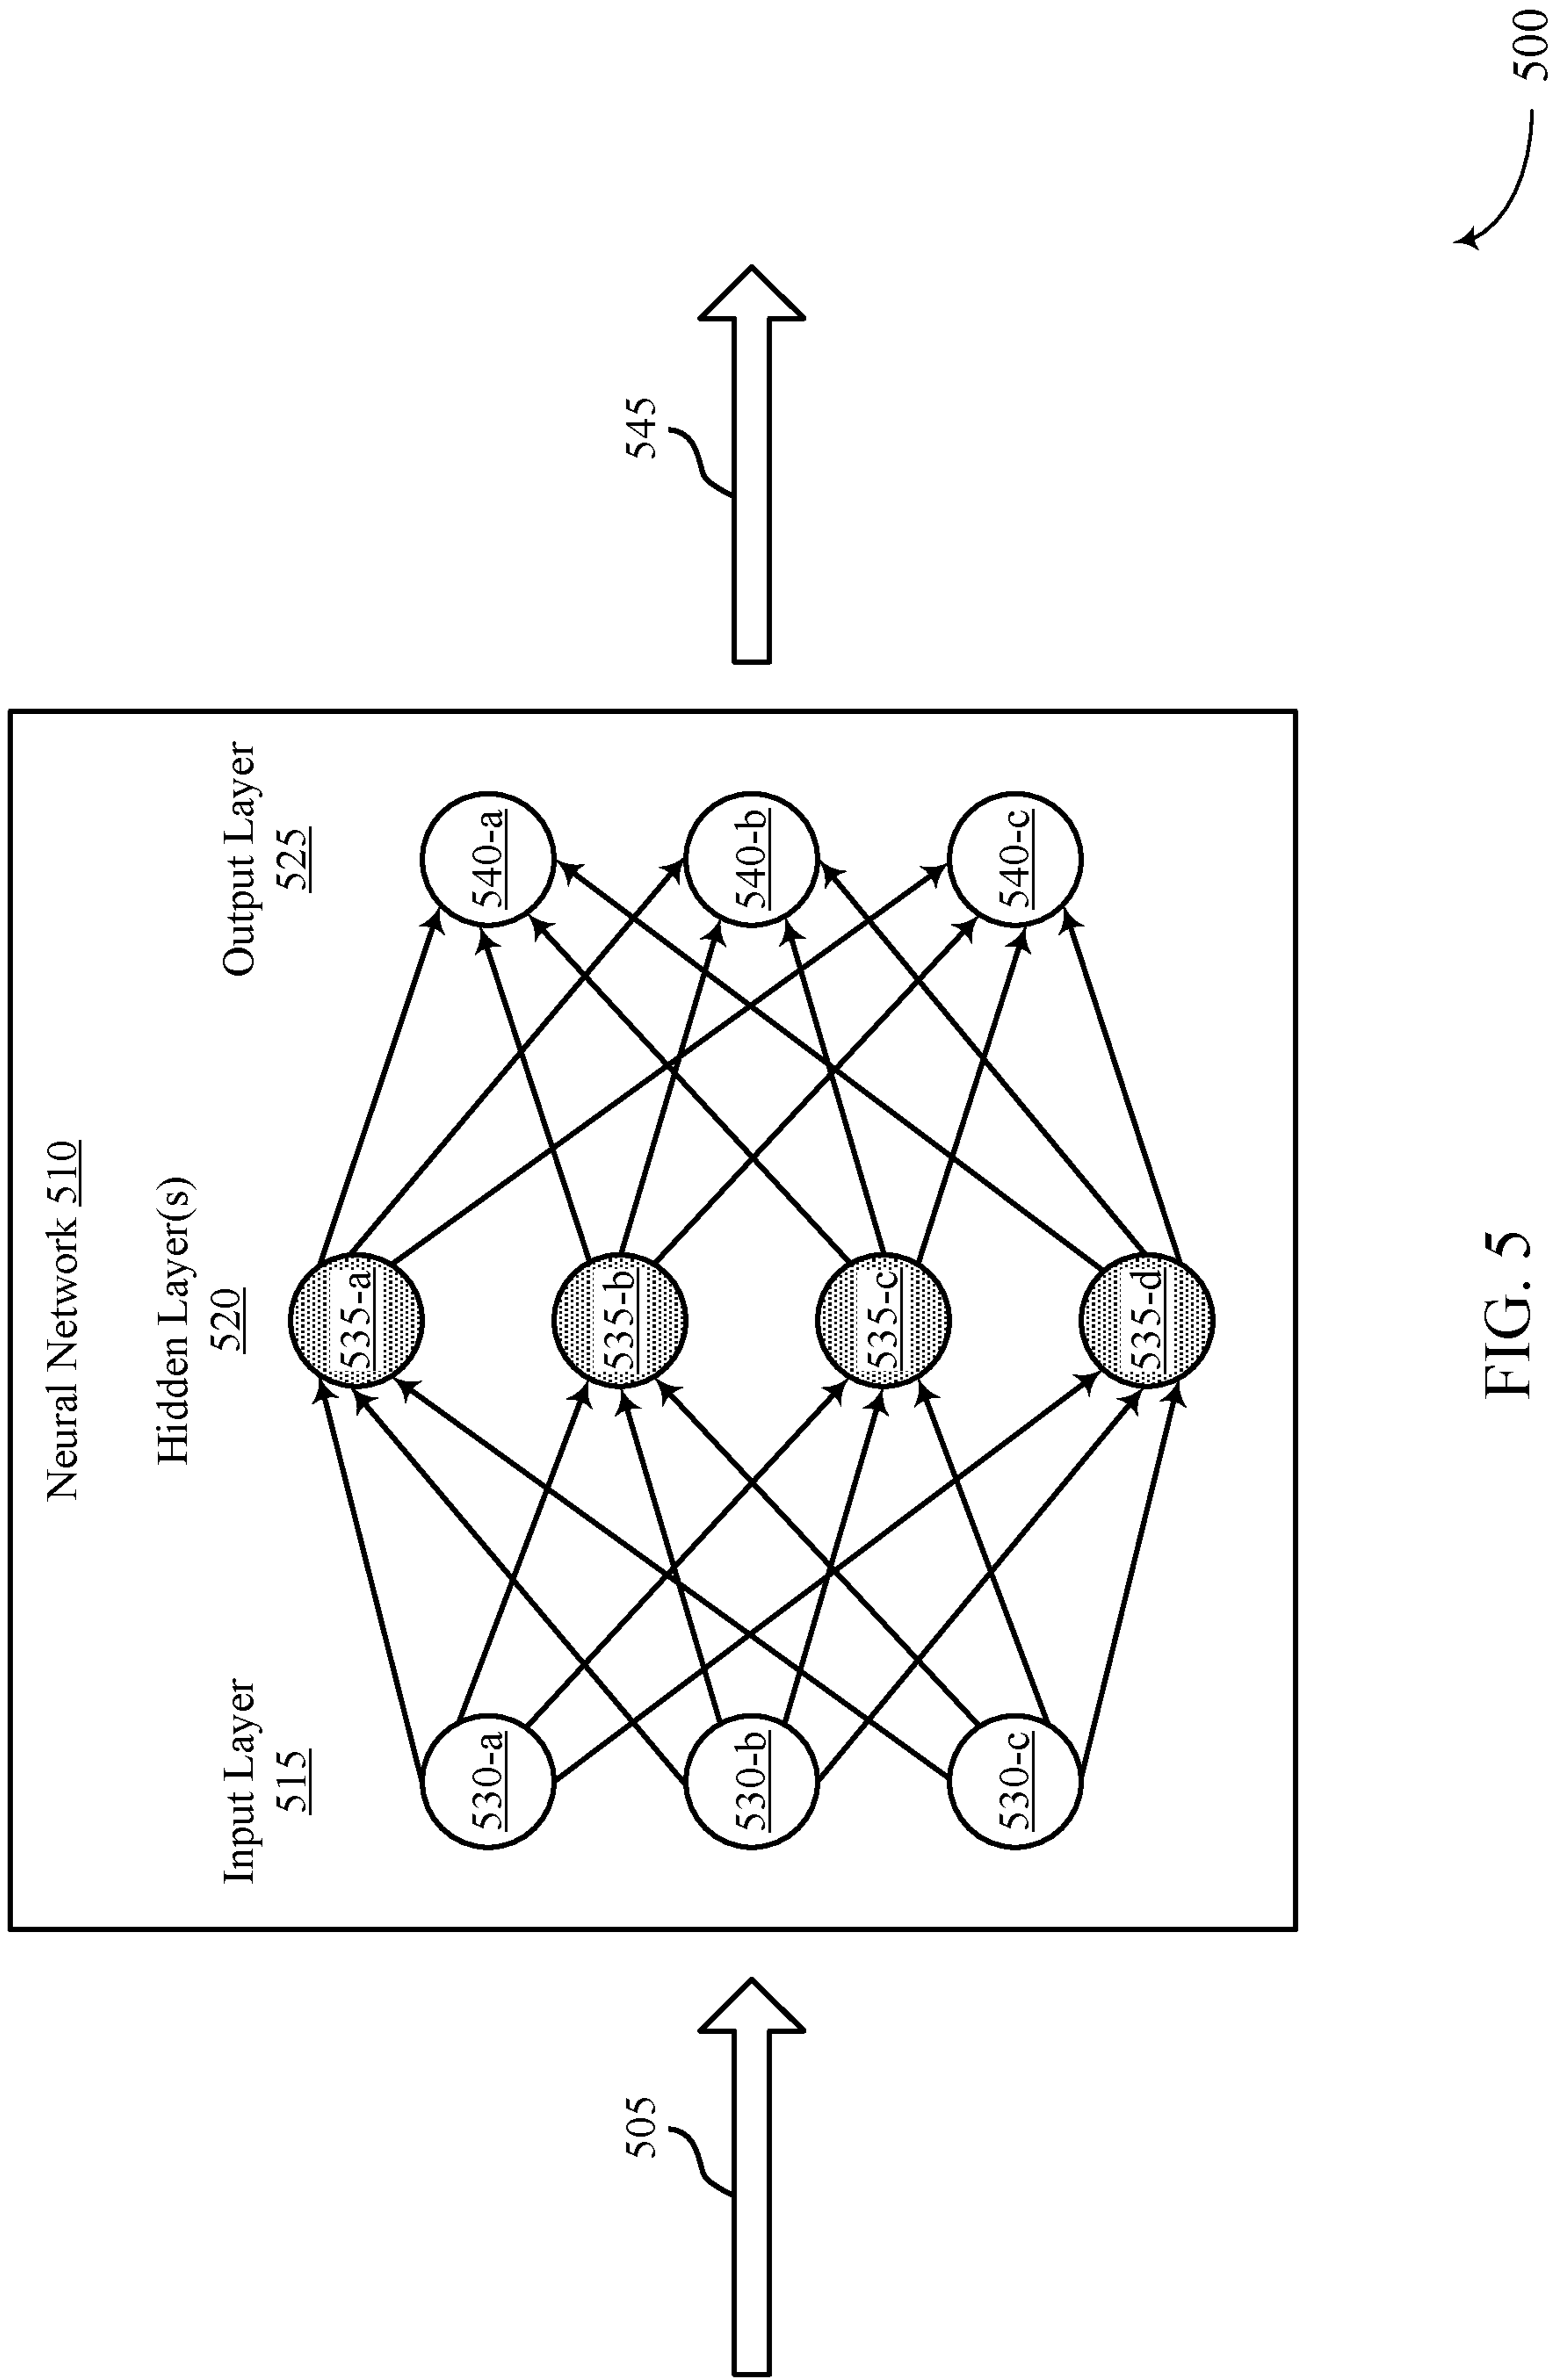 500
Neural Network 510
Hidden Layer(s)
520
Input Layer
515
Output Layer
525
505
545
530-a
530-b
530-c
535-a
535-b
535-c
535-d
540-a
540-b
540-c
FIG. 5